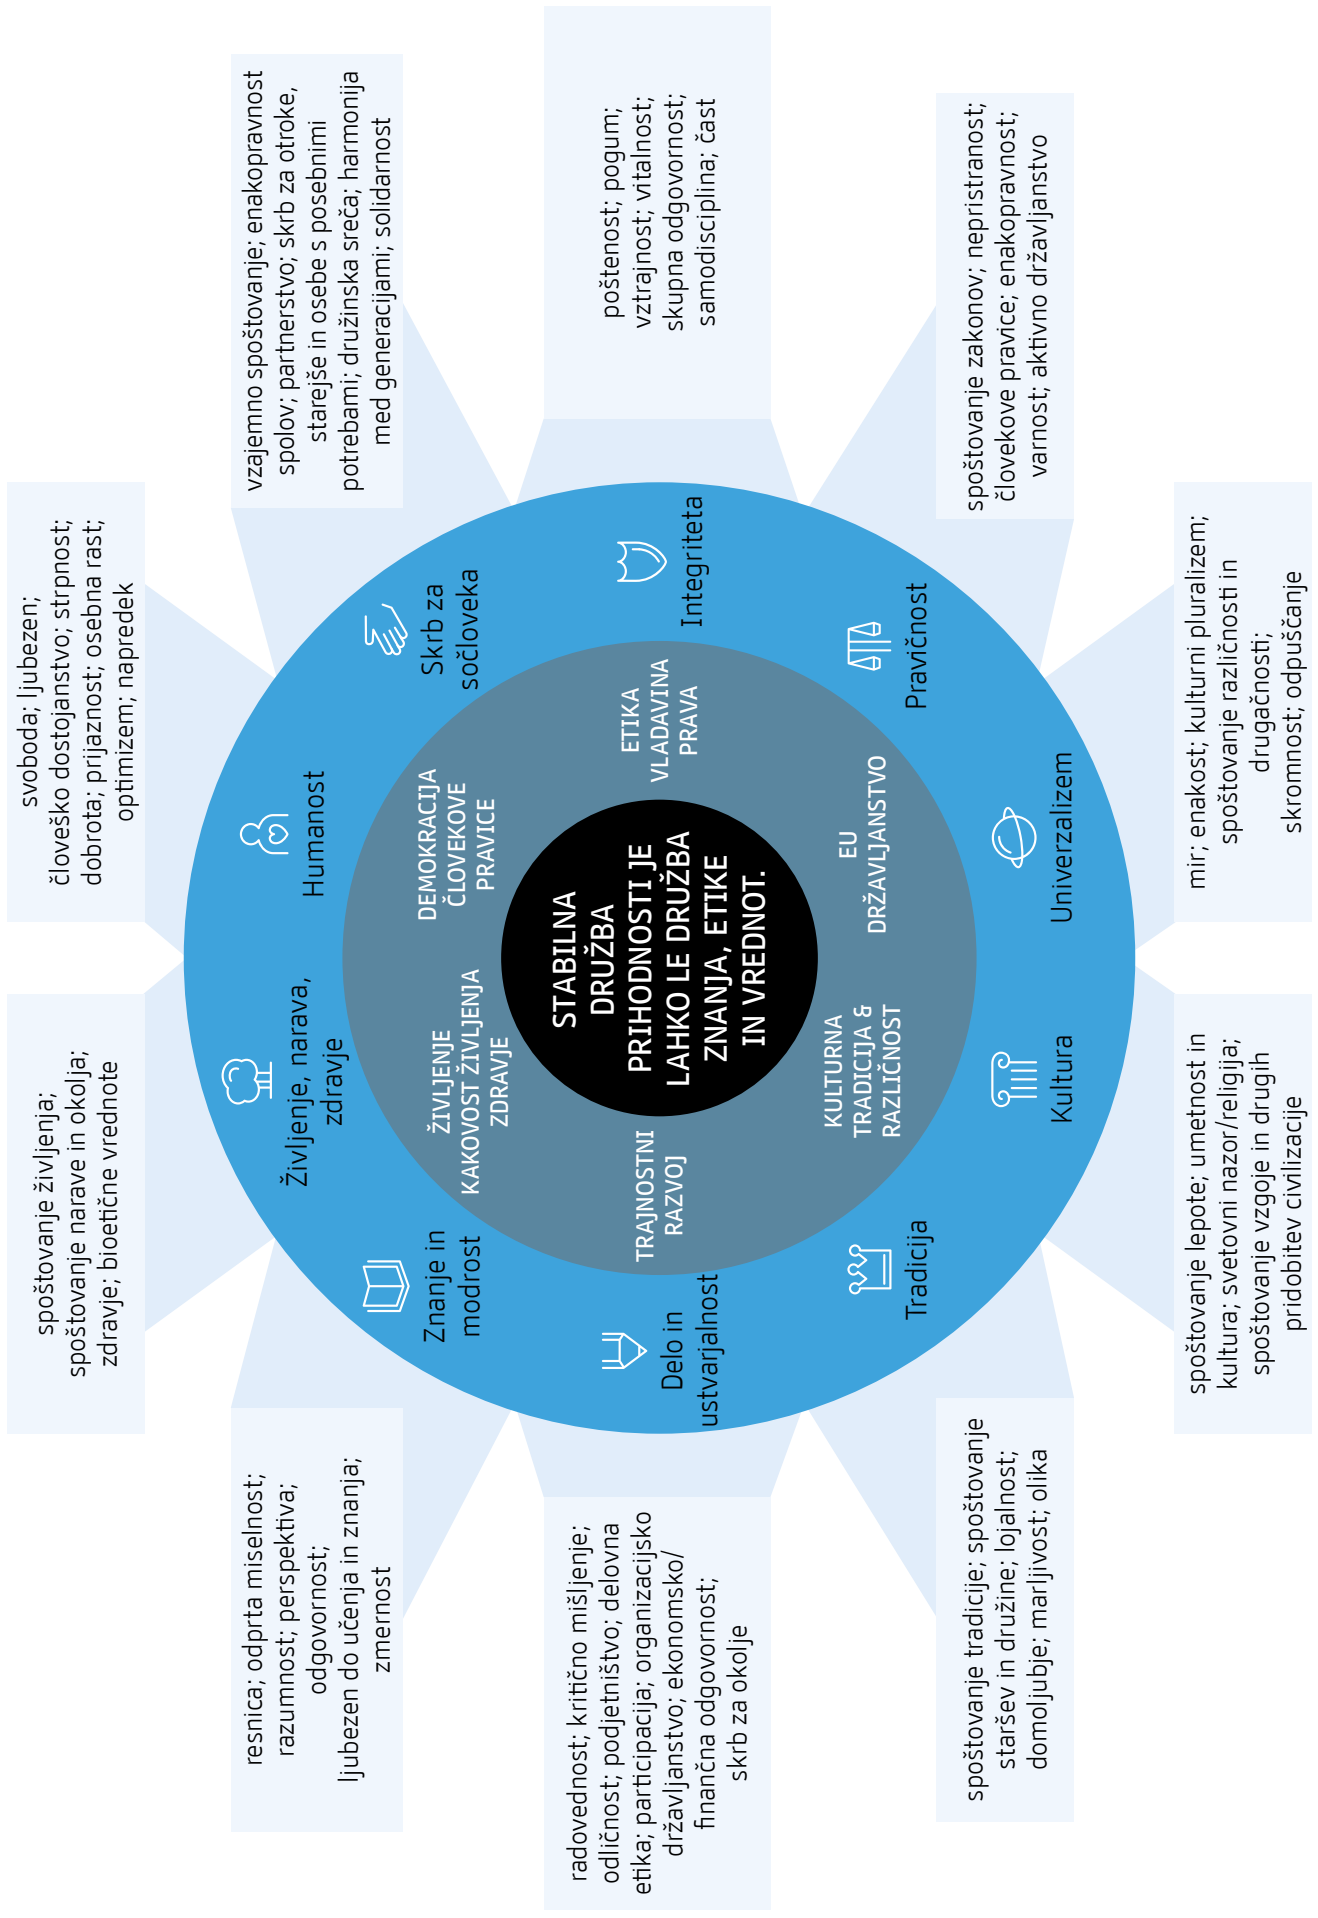 STABILNA
DRUŽBA
PRIHODNOSTI JE
LAHKO LE DRUŽBA
ZNANJA, ETIKE
IN VREDNOT.
ŽIVLJENJE
KAKOVOST ŽIVLJENJA
ZDRAVJE
DEMOKRACIJA
ČLOVEKOVE
PRAVICE
ETIKA
VLADAVINA
PRAVA
EU
DRŽAVLJANSTVO
KULTURNA
TRADICIJA &
RAZLIČNOST
TRAJNOSTNI
RAZVOJ
Življenje, narava,
zdravje
spoštovanje življenja;
spoštovanje narave in okolja;
zdravje; bioetične vrednote
Humanost
svoboda; ljubezen;
človeško dostojanstvo; strpnost;
dobrota; prijaznost; osebna rast;
optimizem; napredek
Skrb za
sočloveka
vzajemno spoštovanje; enakopravnost
spolov; partnerstvo; skrb za otroke,
starejše in osebe s posebnimi
potrebami; družinska sreča; harmonija
med generacijami; solidarnost
Integriteta
poštenost; pogum;
vztrajnost; vitalnost;
skupna odgovornost;
samodisciplina; čast
Pravičnost
spoštovanje zakonov; nepristranost;
človekove pravice; enakopravnost;
varnost; aktivno državljanstvo
Univerzalizem
mir; enakost; kulturni pluralizem;
spoštovanje različnosti in
drugačnosti;
skromnost; odpuščanje
Kultura
spoštovanje lepote; umetnost in
kultura; svetovni nazor/religija;
spoštovanje vzgoje in drugih
pridobitev civilizacije
Tradicija
spoštovanje tradicije; spoštovanje
staršev in družine; lojalnost;
domoljubje; marljivost; olika
Delo in
ustvarjalnost
radovednost; kritično mišljenje;
odličnost; podjetništvo; delovna
etika; participacija; organizacijsko
državljanstvo; ekonomsko/
finančna odgovornost;
skrb za okolje
Znanje in
modrost
resnica; odprta miselnost;
razumnost; perspektiva;
odgovornost;
ljubezen do učenja in znanja;
zmernost